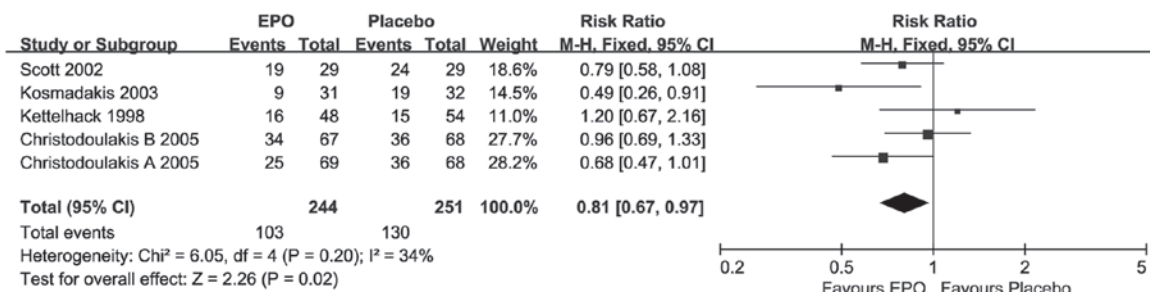 EPO Placebo Risk Ratio Risk Ratio
Study or Subgroup Events Total Events Total Weight M-H, Fixed, 95% CI M-H, Fixed, 95% CI
Scott 2002 19 29 24 29 18.6% 0.79 [0.58, 1.08]
Kosmadakis 2003 9 31 19 32 14.5% 0.49 [0.26, 0.91]
Kettelhack 1998 16 48 15 54 11.0% 1.20 [0.67, 2.16]
Christodoulakis B 2005 34 67 36 68 27.7% 0.96 [0.69, 1.33]
Christodoulakis A 2005 25 69 36 68 28.2% 0.68 [0.47, 1.01]
Total (95% CI) 244 251 100.0% 0.81 [0.67, 0.97]
Total events 103 130
Heterogeneity: Chi² = 6.05, df = 4 (P = 0.20); I² = 34%
Test for overall effect: Z = 2.26 (P = 0.02)
0.2 0.5 1 2 5
Favours EPO Favours Placebo